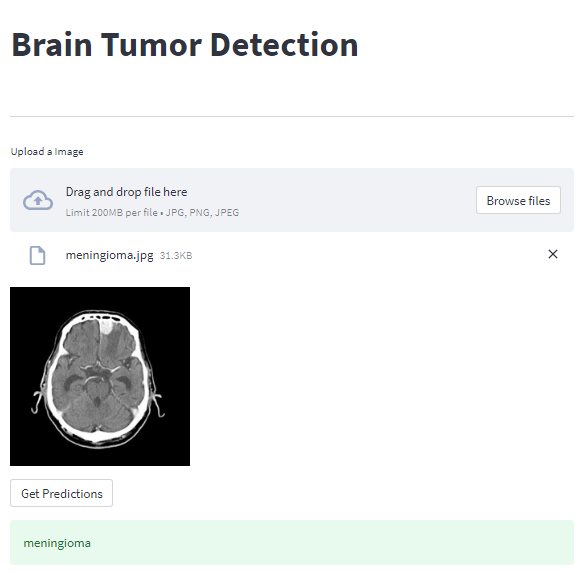 Brain Tumor Detection
Upload a Image
Drag and drop file here
Limit 200MB per file • JPG, PNG, JPEG
Browse files
meningioma.jpg 31.3KB
Get Predictions
meningioma